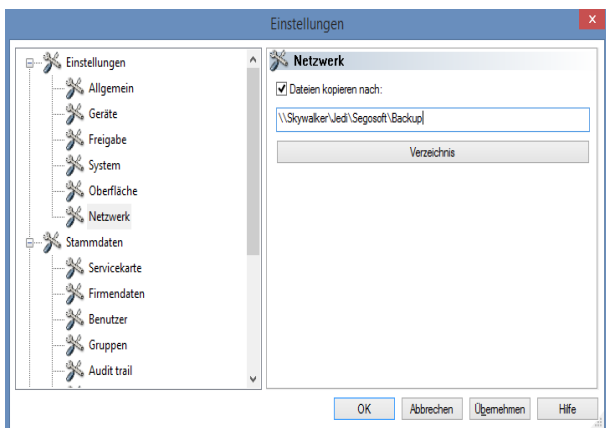 Einstellungen
x
Einstellungen
Allgemein
Geräte
Freigabe
System
Oberfläche
Netzwerk
Stammdaten
Servicekarte
Firmendaten
Benutzer
Gruppen
Audit trail
Netzwerk
Dateien kopieren nach:
\\Skywalker\Jedi\Segosoft\Backup
Verzeichnis
OK
Abbrechen
Übernehmen
Hilfe